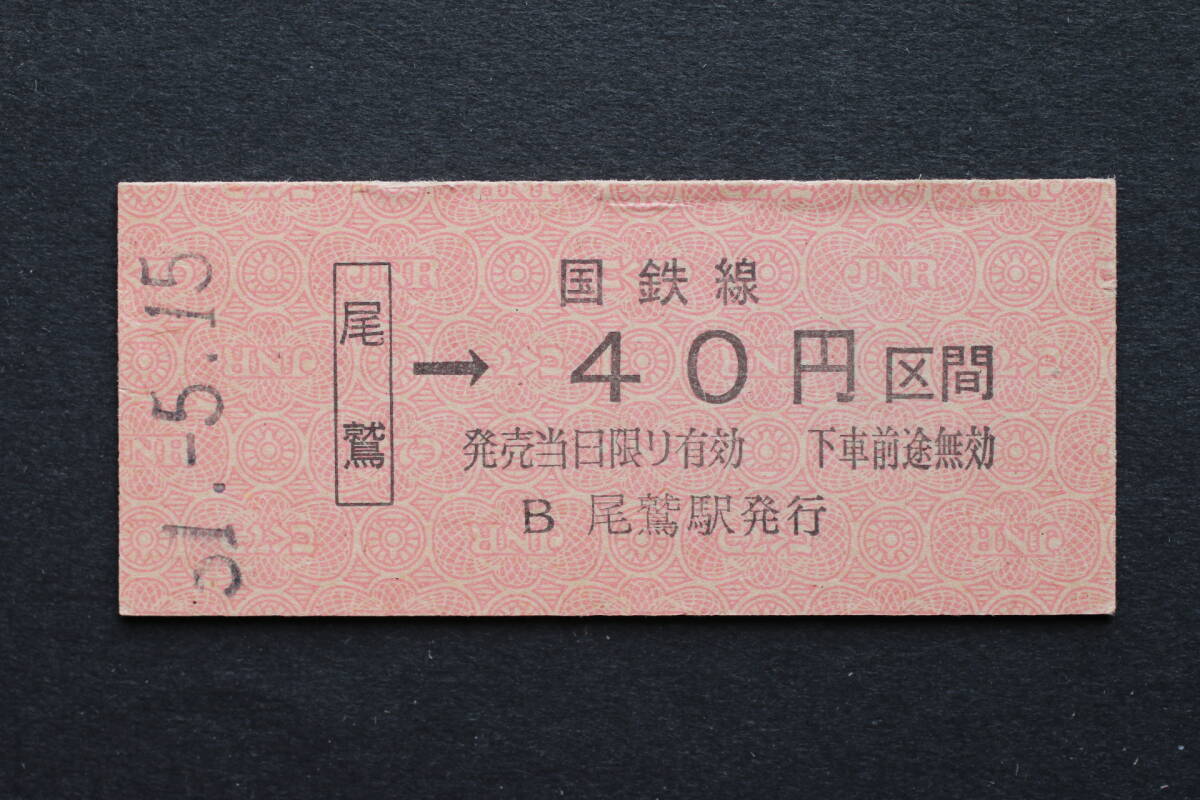 51.-5.15
尾鷲
国鉄線
→ 40円区間
発売当日限り有効 下車前途無効
B 尾鷲駅発行